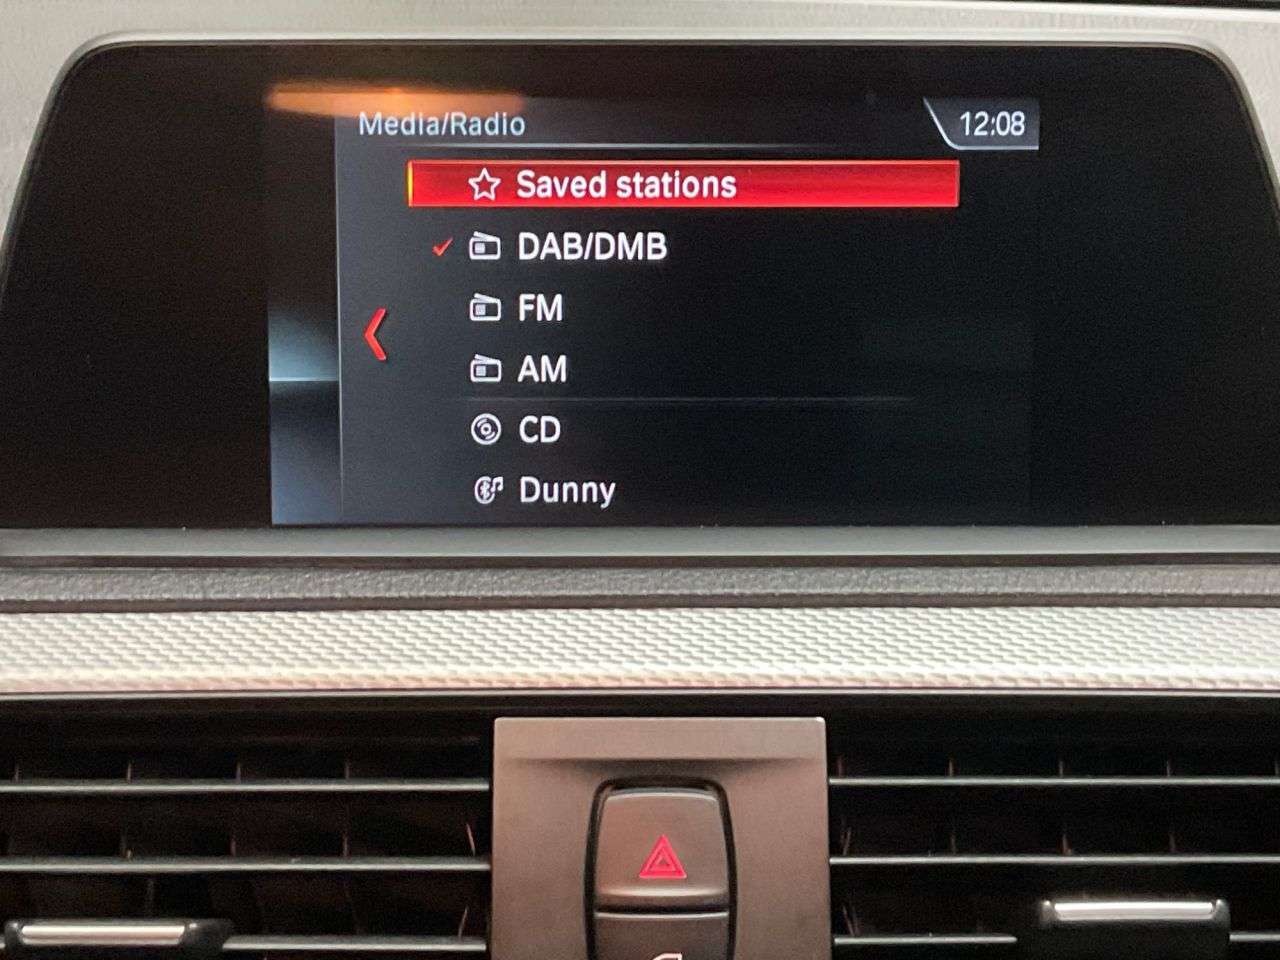 Media/Radio
12:08
Saved stations
DAB/DMB
FM
AM
CD
Dunny